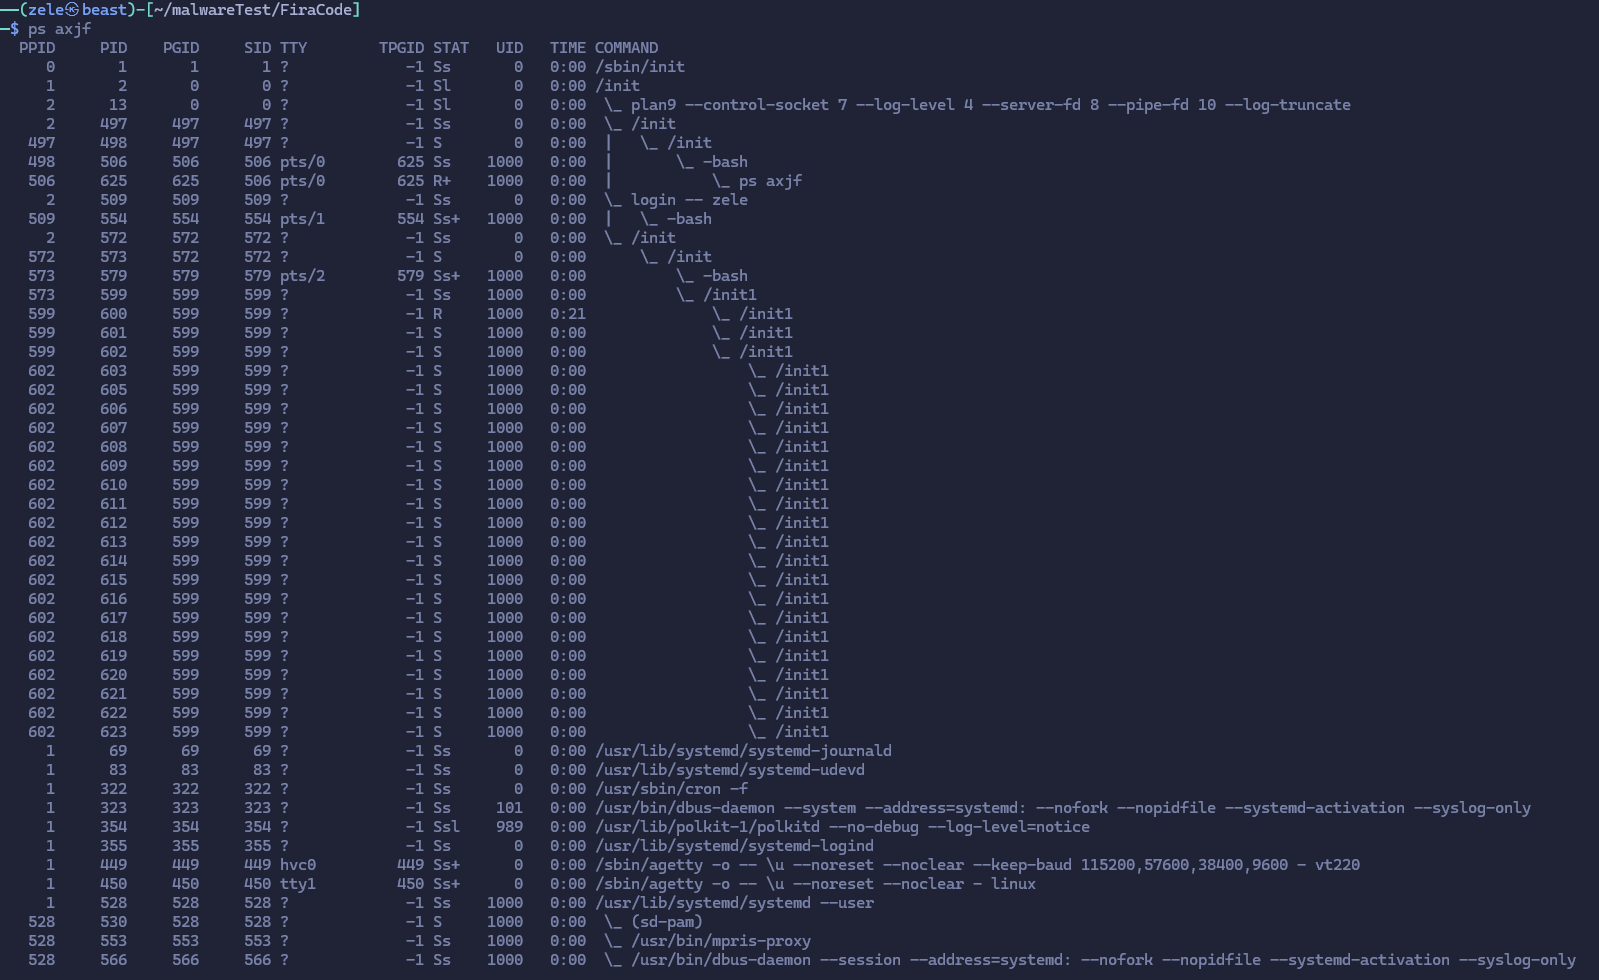 ──(zele㉿beast)-[~/malwareTest/FiraCode]
─$ ps axjf
 PPID     PID    PGID     SID TTY        TPGID STAT   UID   TIME COMMAND
    0       1       1       1 ?             -1 Ss       0   0:00 /sbin/init
    1       2       0       0 ?             -1 Sl       0   0:00 /init
    2      13       0       0 ?             -1 Sl       0   0:00  \_ plan9 --control-socket 7 --log-level 4 --server-fd 8 --pipe-fd 10 --log-truncate
    2     497     497     497 ?             -1 Ss       0   0:00  \_ /init
  497     498     497     497 ?             -1 S        0   0:00  |   \_ /init
  498     506     506     506 pts/0        625 Ss    1000   0:00  |       \_ -bash
  506     625     625     506 pts/0        625 R+    1000   0:00  |           \_ ps axjf
    2     509     509     509 ?             -1 Ss       0   0:00  \_ login -- zele
  509     554     554     554 pts/1        554 Ss+   1000   0:00  |   \_ -bash
    2     572     572     572 ?             -1 Ss       0   0:00  \_ /init
  572     573     572     572 ?             -1 S        0   0:00      \_ /init
  573     579     579     579 pts/2        579 Ss+   1000   0:00          \_ -bash
  573     599     599     599 ?             -1 Ss    1000   0:00          \_ /init1
  599     600     599     599 ?             -1 R     1000   0:21              \_ /init1
  599     601     599     599 ?             -1 S     1000   0:00              \_ /init1
  599     602     599     599 ?             -1 S     1000   0:00              \_ /init1
  602     603     599     599 ?             -1 S     1000   0:00                  \_ /init1
  602     605     599     599 ?             -1 S     1000   0:00                  \_ /init1
  602     606     599     599 ?             -1 S     1000   0:00                  \_ /init1
  602     607     599     599 ?             -1 S     1000   0:00                  \_ /init1
  602     608     599     599 ?             -1 S     1000   0:00                  \_ /init1
  602     609     599     599 ?             -1 S     1000   0:00                  \_ /init1
  602     610     599     599 ?             -1 S     1000   0:00                  \_ /init1
  602     611     599     599 ?             -1 S     1000   0:00                  \_ /init1
  602     612     599     599 ?             -1 S     1000   0:00                  \_ /init1
  602     613     599     599 ?             -1 S     1000   0:00                  \_ /init1
  602     614     599     599 ?             -1 S     1000   0:00                  \_ /init1
  602     615     599     599 ?             -1 S     1000   0:00                  \_ /init1
  602     616     599     599 ?             -1 S     1000   0:00                  \_ /init1
  602     617     599     599 ?             -1 S     1000   0:00                  \_ /init1
  602     618     599     599 ?             -1 S     1000   0:00                  \_ /init1
  602     619     599     599 ?             -1 S     1000   0:00                  \_ /init1
  602     620     599     599 ?             -1 S     1000   0:00                  \_ /init1
  602     621     599     599 ?             -1 S     1000   0:00                  \_ /init1
  602     622     599     599 ?             -1 S     1000   0:00                  \_ /init1
  602     623     599     599 ?             -1 S     1000   0:00                  \_ /init1
    1      69      69      69 ?             -1 Ss       0   0:00 /usr/lib/systemd/systemd-journald
    1      83      83      83 ?             -1 Ss       0   0:00 /usr/lib/systemd/systemd-udevd
    1     322     322     322 ?             -1 Ss       0   0:00 /usr/sbin/cron -f
    1     323     323     323 ?             -1 Ss     101   0:00 /usr/bin/dbus-daemon --system --address=systemd: --nofork --nopidfile --systemd-activation --syslog-only
    1     354     354     354 ?             -1 Ssl    989   0:00 /usr/lib/polkit-1/polkitd --no-debug --log-level=notice
    1     355     355     355 ?             -1 Ss       0   0:00 /usr/lib/systemd/systemd-logind
    1     449     449     449 hvc0         449 Ss+      0   0:00 /sbin/agetty -o -- \u --noreset --noclear --keep-baud 115200,57600,38400,9600 - vt220
    1     450     450     450 tty1         450 Ss+      0   0:00 /sbin/agetty -o -- \u --noreset --noclear - linux
    1     528     528     528 ?             -1 Ss    1000   0:00 /usr/lib/systemd/systemd --user
  528     530     528     528 ?             -1 S     1000   0:00  \_ (sd-pam)
  528     553     553     553 ?             -1 Ss    1000   0:00  \_ /usr/bin/mpris-proxy
  528     566     566     566 ?             -1 Ss    1000   0:00  \_ /usr/bin/dbus-daemon --session --address=systemd: --nofork --nopidfile --systemd-activation --syslog-only